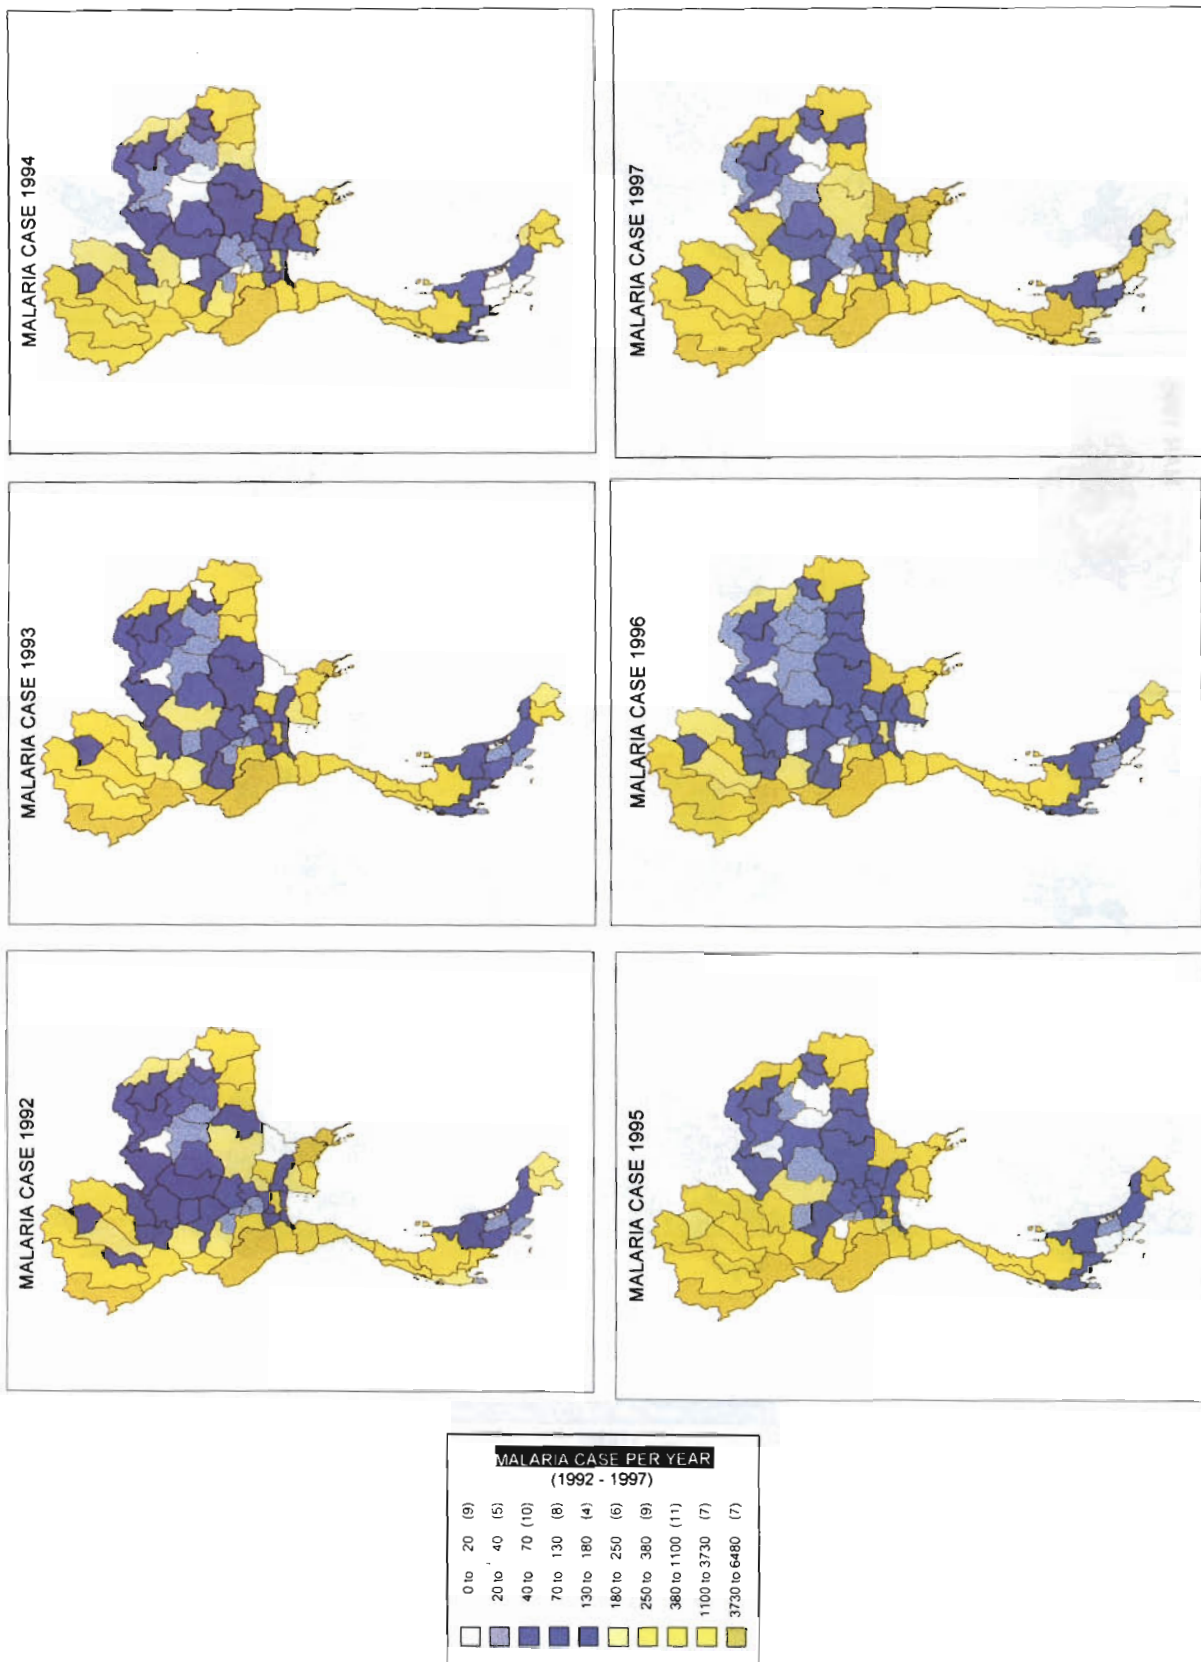 MALARIA CASE 1994
MALARIA CASE 1997
MALARIA CASE 1993
MALARIA CASE 1996
MALARIA CASE 1992
MALARIA CASE 1995
MALARIA CASE PER YEAR
(1992 - 1997)
0 to 20 (9)
20 to 40 (5)
40 to 70 (10)
70 to 130 (8)
130 to 180 (4)
180 to 250 (6)
250 to 380 (9)
380 to 1100 (11)
1100 to 3730 (7)
3730 to 6480 (7)